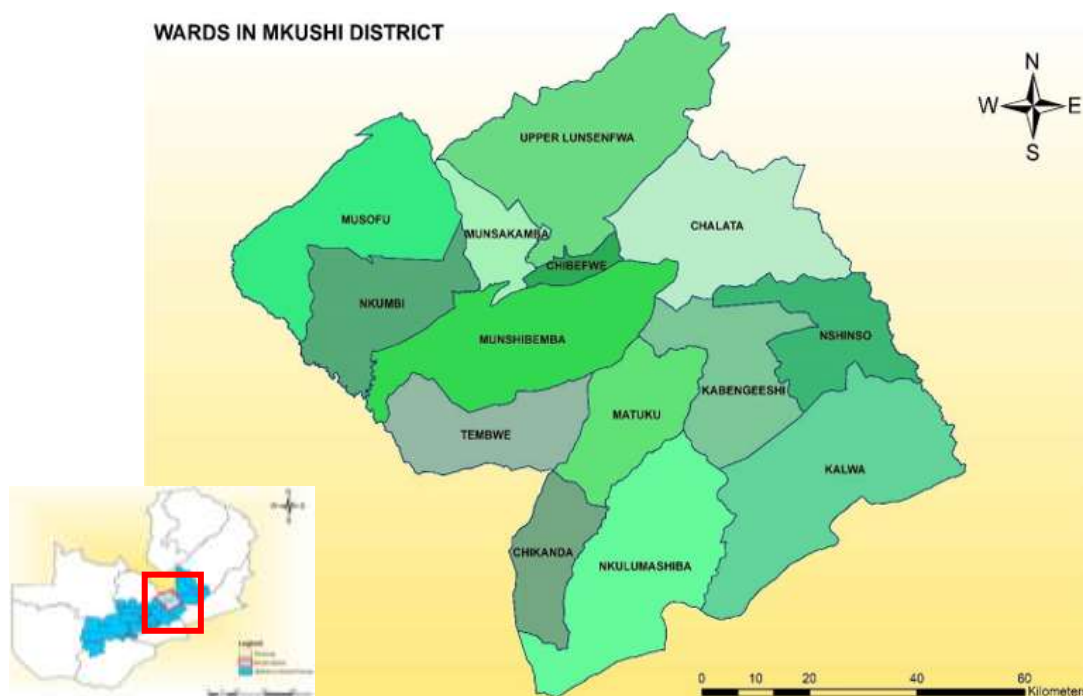 WARDS IN MKUSHI DISTRICT
N
W E
S
UPPER LUNSENFWA
MUSOFU
MUNSAKAMBA
CHALATA
CHIBEFWE
NKUMBI
MUNSHIBEMBA
NSHINSO
KABENGEESHI
MATUKU
TEMBWE
KALWA
CHIKANDA
NKULUMASHIBA
Legend
0 10 20 40 60
Kilometer